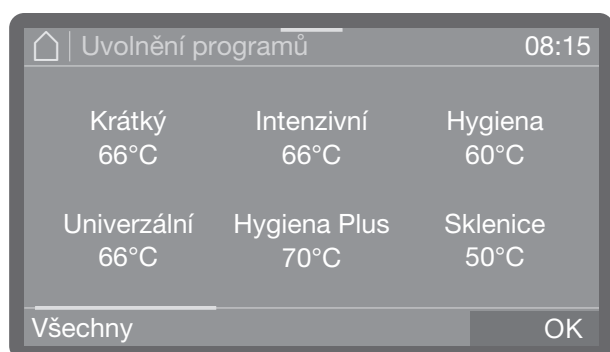 Uvolnění programů 08:15
Krátký Intenzivní Hygiena
66°C 66°C 60°C
Univerzální Hygiena Plus Sklenice
66°C 70°C 50°C
Všechny OK